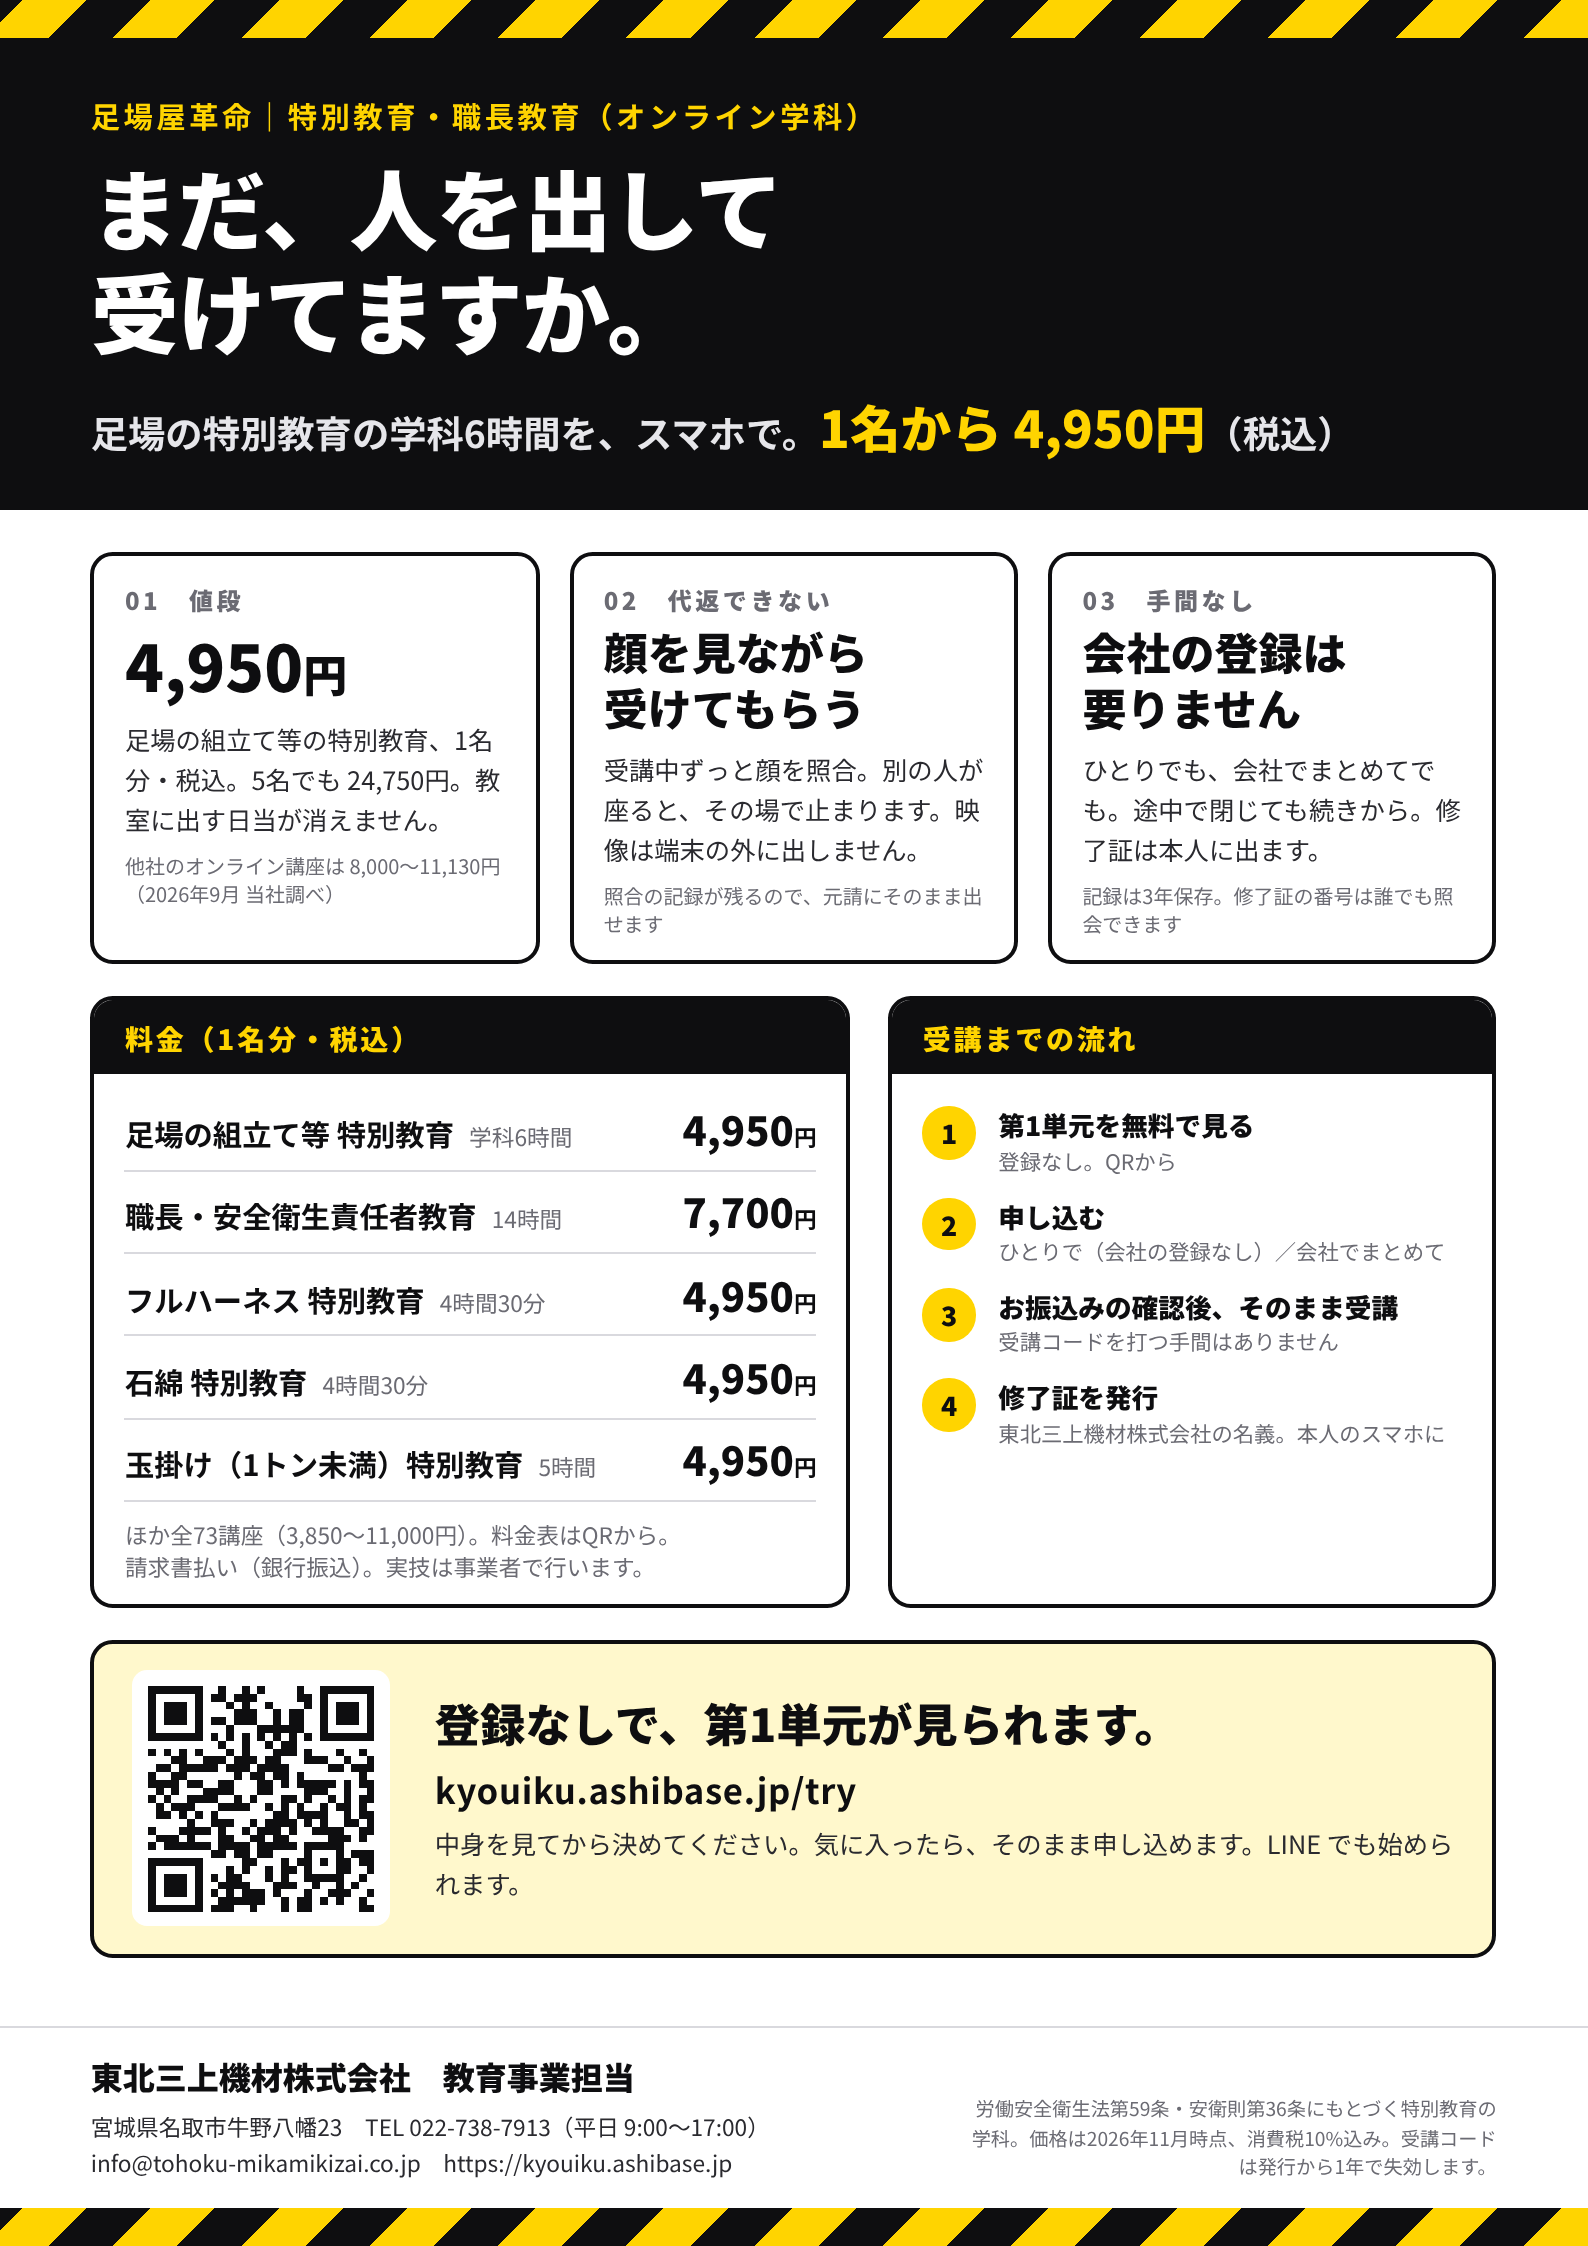 足場屋革命｜特別教育・職長教育（オンライン学科）
まだ、人を出して
受けてますか。
足場の特別教育の学科6時間を、スマホで。1名から 4,950円（税込）
01　値段
4,950円
足場の組立て等の特別教育、1名
分・税込。5名でも 24,750円。教
室に出す日当が消えません。
他社のオンライン講座は 8,000〜11,130円
（2026年9月 当社調べ）
02　代返できない
顔を見ながら
受けてもらう
受講中ずっと顔を照合。別の人が
座ると、その場で止まります。映
像は端末の外に出しません。
照合の記録が残るので、元請にそのまま出
せます
03　手間なし
会社の登録は
要りません
ひとりでも、会社でまとめてで
も。途中で閉じても続きから。修
了証は本人に出ます。
記録は3年保存。修了証の番号は誰でも照
会できます
料金（1名分・税込）
足場の組立て等 特別教育 学科6時間 4,950円
職長・安全衛生責任者教育 14時間 7,700円
フルハーネス 特別教育 4時間30分 4,950円
石綿 特別教育 4時間30分 4,950円
玉掛け（1トン未満）特別教育 5時間 4,950円
ほか全73講座（3,850〜11,000円）。料金表はQRから。
請求書払い（銀行振込）。実技は事業者で行います。
受講までの流れ
1 第1単元を無料で見る
登録なし。QRから
2 申し込む
ひとりで（会社の登録なし）／会社でまとめて
3 お振込みの確認後、そのまま受講
受講コードを打つ手間はありません
4 修了証を発行
東北三上機材株式会社の名義。本人のスマホに
登録なしで、第1単元が見られます。
kyouiku.ashibase.jp/try
中身を見てから決めてください。気に入ったら、そのまま申し込めます。LINE でも始めら
れます。
東北三上機材株式会社　教育事業担当
宮城県名取市牛野八幡23　TEL 022-738-7913（平日 9:00〜17:00）
info@tohoku-mikamikizai.co.jp　https://kyouiku.ashibase.jp
労働安全衛生法第59条・安衛則第36条にもとづく特別教育の
学科。価格は2026年11月時点、消費税10%込み。受講コード
は発行から1年で失効します。